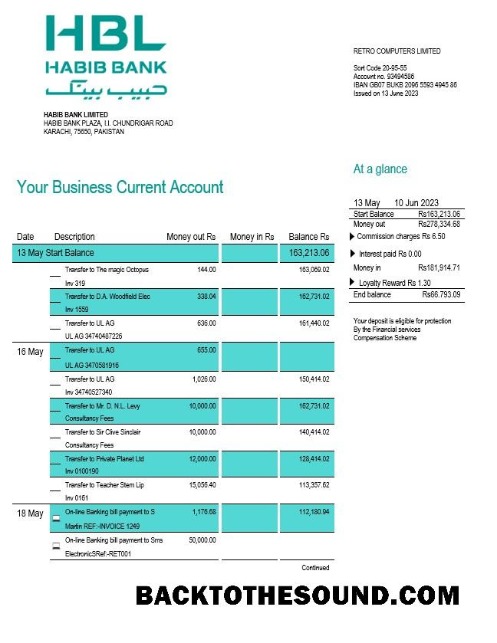 HBL
HABIB BANK
حبيب بينك
RETRO COMPUTERS LIMITED
Sort Code 20-95-55
Account no. 93494586
IBAN GB07 BUKB 2096 5593 4945 86
Issued on 13 June 2023
HABIB BANK LIMITED
HABIB BANK PLAZA, I.I. CHUNDRIGAR ROAD
KARACHI, 75650, PAKISTAN
At a glance
Your Business Current Account
13 May 10 Jun 2023
Start Balance Rs163,213.06
Money out Rs278,334.68
Commission charges Rs 6.50
Interest paid Rs 0.00
Money in Rs181,914.71
Loyalty Reward Rs 1.30
End balance Rs66.793.09
Your deposit is eligible for protection
By the Financial services
Compensation Scheme
Date Description Money out Rs Money in Rs Balance Rs
13 May Start Balance 163,213.06
Transfer to The magic Octopus 144.00 163,069.02
Inv 319
Transfer to D.A. Woodfield Elec 338.04 162,731.02
Inv 1559
Transfer to UL AG 636.00 161,440.02
UL AG 34740487226
16 May Transfer to UL AG 655.00
UL AG 3470581916
Transfer to UL AG 1,026.00 150,414.02
Inv 34740527340
Transfer to Mr. D. N.L. Levy 10,000.00 162,731.02
Consultancy Fees
Transfer to Sir Clive Sinclair 10,000.00 140,414.02
Consultancy Fees
Transfer to Private Planet Ltd 12,000.00 128,414.02
Inv 0100190
Transfer to Teacher Stem Lip 15,056.40 113,357.62
Inv 0161
18 May On-line Banking bill payment to S 1,176.68 112,180.94
Martin REF:-INVOICE 1249
On-line Banking bill payment to Sms 50,000.00
ElectronicSRef:-RET001
Continued
BACKTOTHESOUND.COM